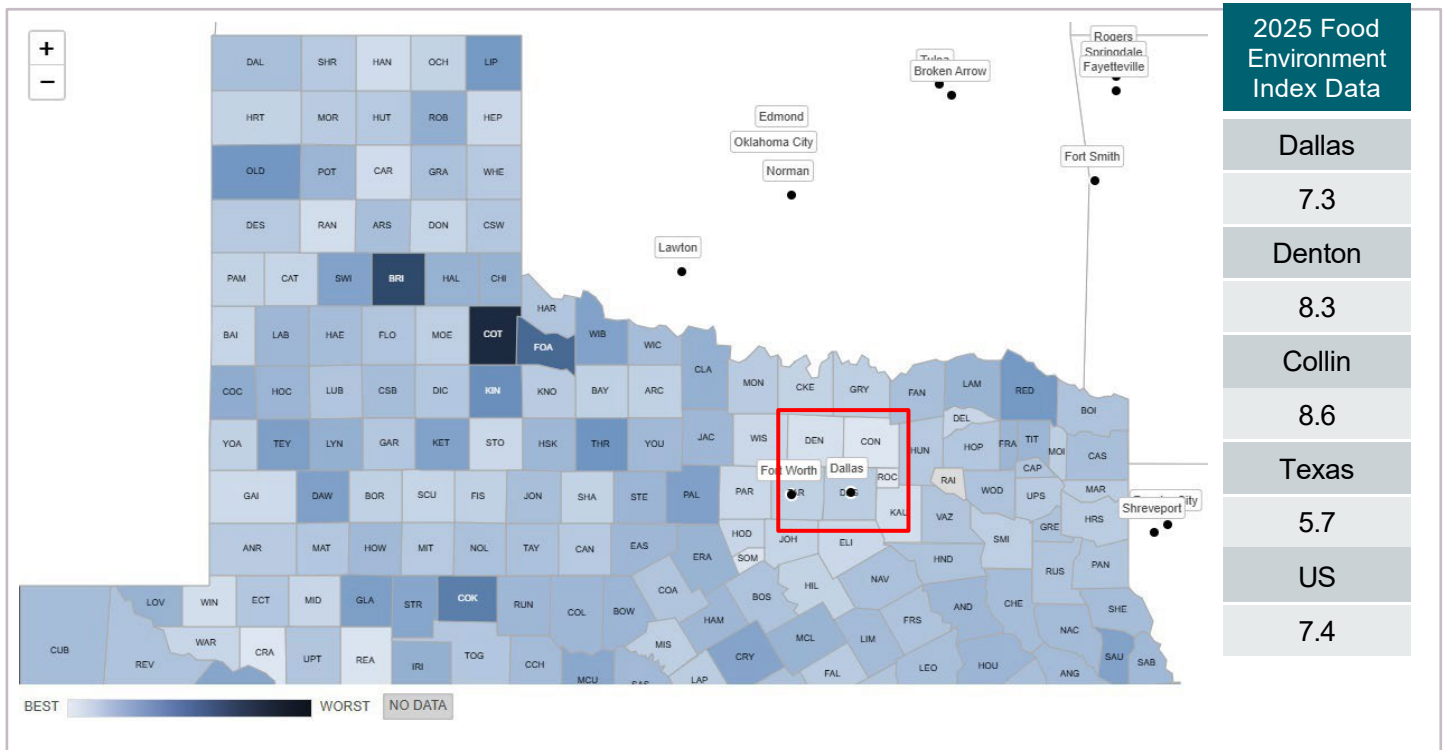 +
−
DAL SHR HAN OCH LIP
HRT MOR HUT ROB HEP
OLD POT CAR GRA WHE
DES RAN ARS DON CSW
PAM CAT SWI BRI HAL CHI
BAI LAB HAE FLO MOE COT HAR FOA WIB WIC
COC HOC LUB CSB DIC KIN KNO BAY ARC CLA MON CKE GRY FAN LAM RED BOI
YOA TEY LYN GAR KET STO HSK THR YOU JAC WIS DEN CON HUN DEL HOP FRA TIT MOI CAS
GAI DAW BOR SCU FIS JON SHA STE PAL PAR ROC KAU RAI WOD CAP UPS MAR
ANR MAT HOW MIT NOL TAY CAN EAS ERA HOD SOM JOH ELI VAZ HND SMI GRE HRS RUS PAN
LOV WIN ECT MID GLA STR COK RUN COL BOW COA BOS HIL NAV AND CHE SHE
CUB REV WAR CRA UPT REA IRI TOG CCH MCU MIS HAM LAP CRY MCL FAL LIM FRS LEO HOU NAC ANG SAU SAB
Rogers
Springdale
Fayetteville
Broken Arrow
Edmond
Oklahoma City
Norman
Fort Smith
Lawton
Fort Worth
Dallas
Shreveport
BEST
WORST
NO DATA
2025 Food
Environment
Index Data
Dallas
7.3
Denton
8.3
Collin
8.6
Texas
5.7
US
7.4